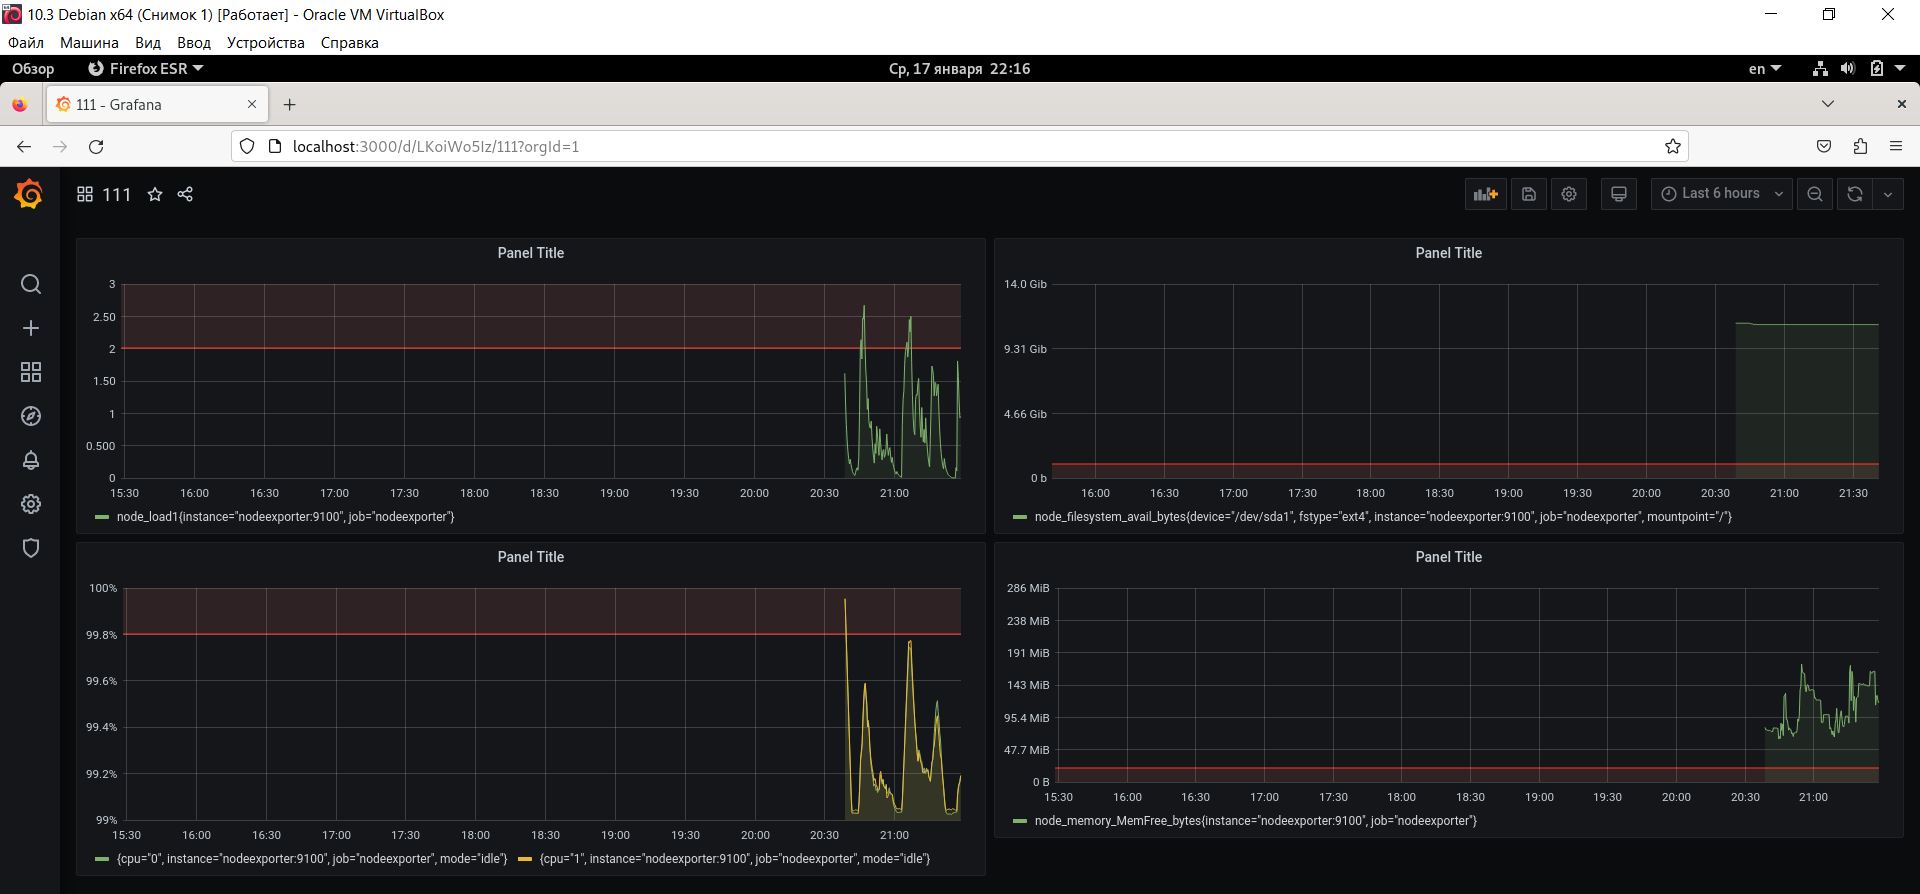 10.3 Debian x64 (Снимок 1) [Работает] - Oracle VM VirtualBox
Файл Машина Вид Ввод Устройства Справка
Обзор Firefox ESR Ср, 17 января 22:16 en
111 - Grafana
localhost:3000/d/LKoiWo5Iz/111?orgId=1
111 Last 6 hours
Panel Title
3
2.50
2
1.50
1
0.500
0
15:30 16:00 16:30 17:00 17:30 18:00 18:30 19:00 19:30 20:00 20:30 21:00
node_load1{instance="nodeexporter:9100", job="nodeexporter"}
Panel Title
14.0 Gib
9.31 Gib
4.66 Gib
0 b
16:00 16:30 17:00 17:30 18:00 18:30 19:00 19:30 20:00 20:30 21:00 21:30
node_filesystem_avail_bytes{device="/dev/sda1", fstype="ext4", instance="nodeexporter:9100", job="nodeexporter", mountpoint="/"}
Panel Title
100%
99.8%
99.6%
99.4%
99.2%
99%
15:30 16:00 16:30 17:00 17:30 18:00 18:30 19:00 19:30 20:00 20:30 21:00
{cpu="0", instance="nodeexporter:9100", job="nodeexporter", mode="idle"} {cpu="1", instance="nodeexporter:9100", job="nodeexporter", mode="idle"}
Panel Title
286 MiB
238 MiB
191 MiB
143 MiB
95.4 MiB
47.7 MiB
0 B
15:30 16:00 16:30 17:00 17:30 18:00 18:30 19:00 19:30 20:00 20:30 21:00
node_memory_MemFree_bytes{instance="nodeexporter:9100", job="nodeexporter"}